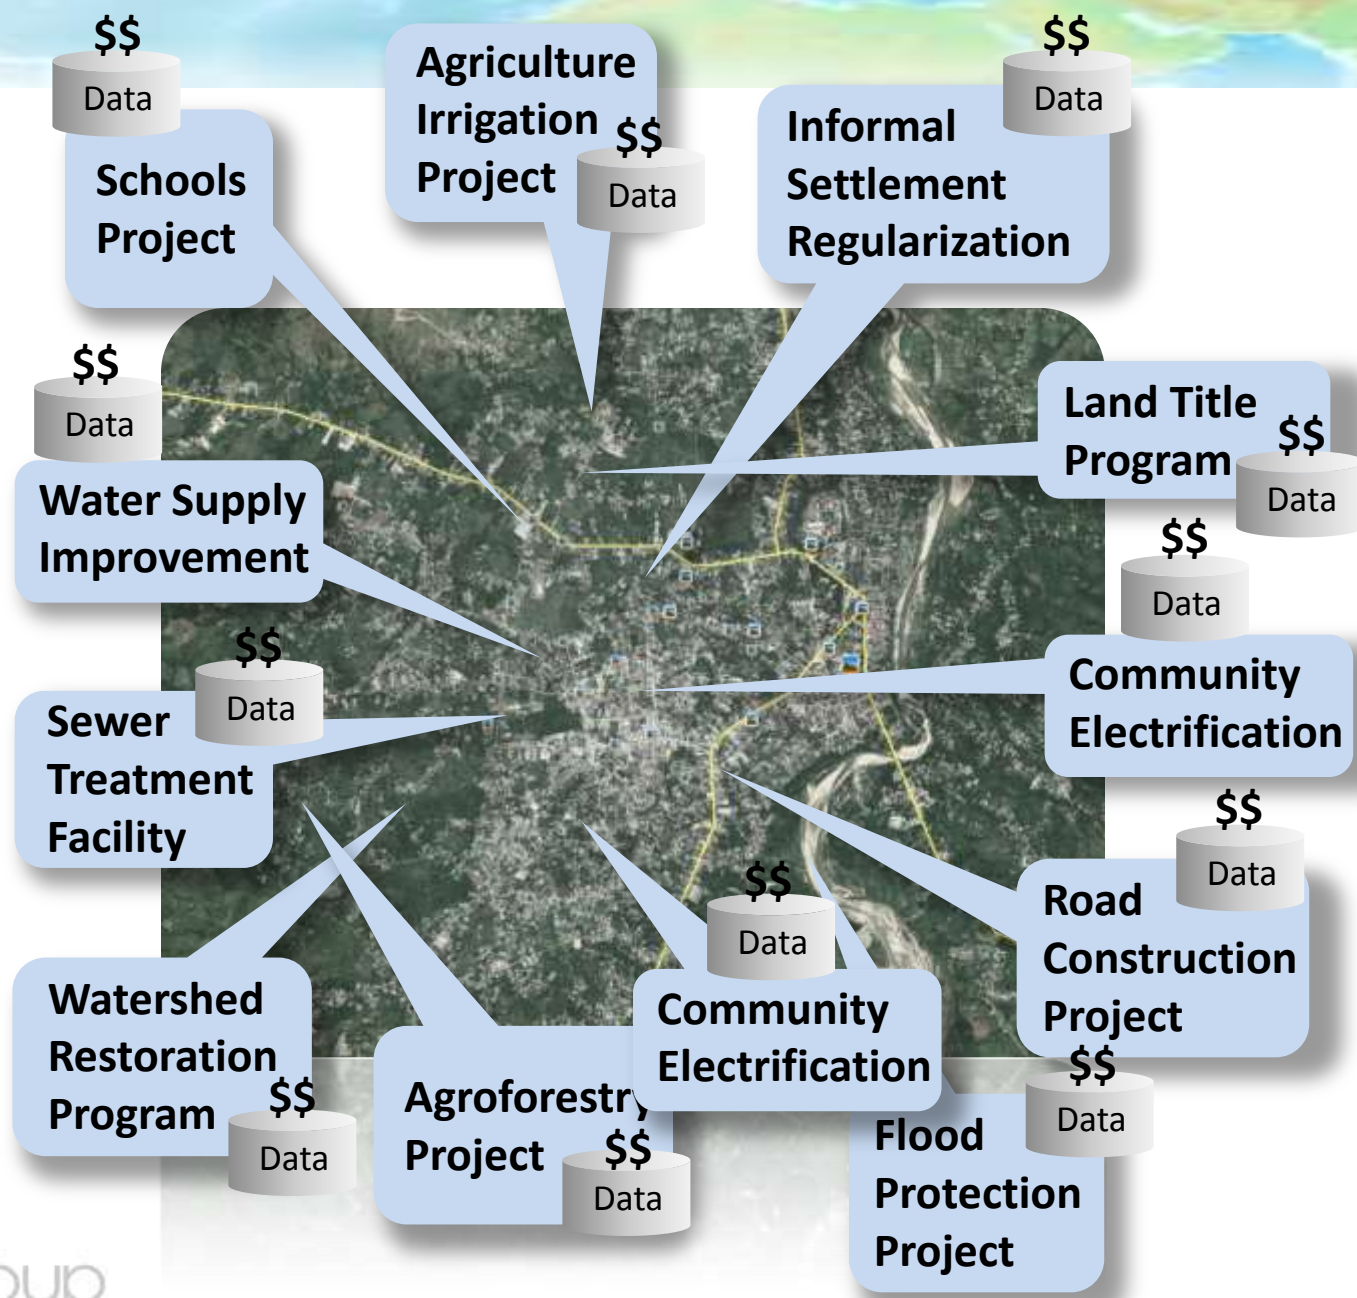 $$
Data
Schools
Project
Agriculture
Irrigation
Project
$$
Data
$$
Data
Informal
Settlement
Regularization
$$
Data
Water Supply
Improvement
Land Title
Program
$$
Data
$$
Data
Community
Electrification
$$
Data
Sewer
Treatment
Facility
$$
Data
Road
Construction
Project
$$
Data
Community
Electrification
Watershed
Restoration
Program
$$
Data
Agroforestry
Project
$$
Data
$$
Data
Flood
Protection
Project
oup